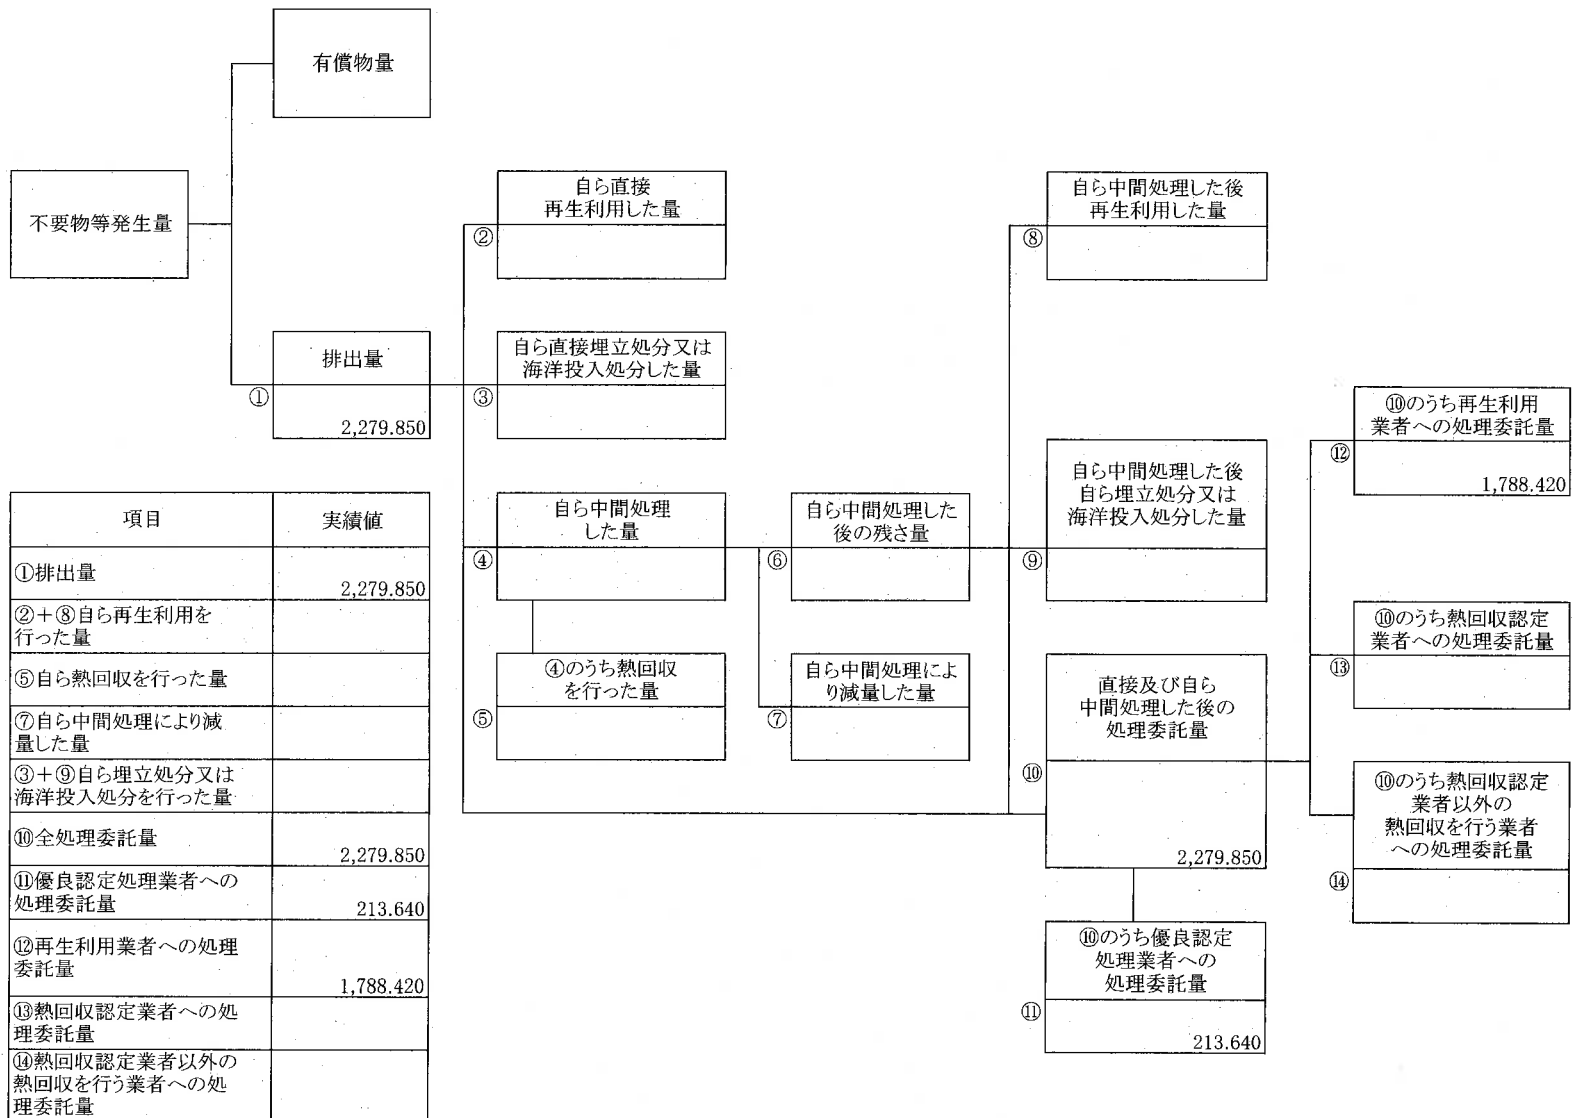 有償物量
不要物等発生量
自ら直接
再生利用した量
②
自ら中間処理した後
再生利用した量
⑧
排出量
①
2,279.850
自ら直接埋立処分又は
海洋投入処分した量
③
⑩のうち再生利用
業者への処理委託量
⑫
1,788.420
自ら中間処理
した量
④
自ら中間処理した
後の残さ量
⑥
自ら中間処理した後
自ら埋立処分又は
海洋投入処分した量
⑨
⑩のうち熱回収認定
業者への処理委託量
⑬
④のうち熱回収
を行った量
⑤
自ら中間処理によ
り減量した量
⑦
直接及び自ら
中間処理した後の
処理委託量
⑩
2,279.850
⑩のうち熱回収認定
業者以外の
熱回収を行う業者
への処理委託量
⑭
⑩のうち優良認定
処理業者への
処理委託量
⑪
213.640
項目 実績値
①排出量
2,279.850
②＋⑧自ら再生利用を
行った量
⑤自ら熱回収を行った量
⑦自ら中間処理により減
量した量
③＋⑨自ら埋立処分又は
海洋投入処分を行った量
⑩全処理委託量
2,279.850
⑪優良認定処理業者への
処理委託量 213.640
⑫再生利用業者への処理
委託量
1,788.420
⑬熱回収認定業者への処
理委託量
⑭熱回収認定業者以外の
熱回収を行う業者への処
理委託量